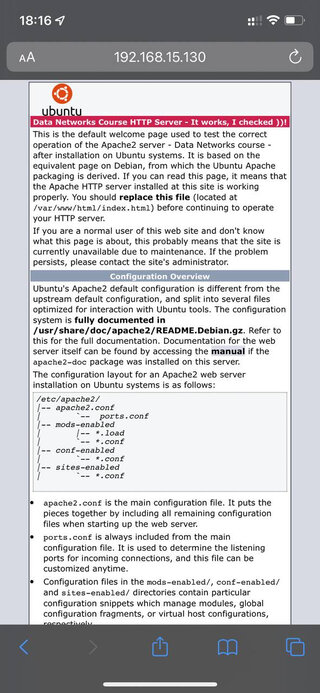 18:16
AA 192.168.15.130
ubuntu
Data Networks Course HTTP Server - It works, I checked ))!
This is the default welcome page used to test the correct
operation of the Apache2 server - Data Networks course -
after installation on Ubuntu systems. It is based on the
equivalent page on Debian, from which the Ubuntu Apache
packaging is derived. If you can read this page, it means that
the Apache HTTP server installed at this site is working
properly. You should replace this file (located at
/var/www/html/index.html) before continuing to operate
your HTTP server.
If you are a normal user of this web site and don't know
what this page is about, this probably means that the site is
currently unavailable due to maintenance. If the problem
persists, please contact the site's administrator.
Configuration Overview
Ubuntu's Apache2 default configuration is different from the
upstream default configuration, and split into several files
optimized for interaction with Ubuntu tools. The configuration
system is fully documented in
/usr/share/doc/apache2/README.Debian.gz. Refer to
this for the full documentation. Documentation for the web
server itself can be found by accessing the manual if the
apache2-doc package was installed on this server.
The configuration layout for an Apache2 web server
installation on Ubuntu systems is as follows:
/etc/apache2/
|-- apache2.conf
|       `--  ports.conf
|-- mods-enabled
|       |-- *.load
|       `-- *.conf
|-- conf-enabled
|       `-- *.conf
|-- sites-enabled
|       `-- *.conf
• apache2.conf is the main configuration file. It puts the
pieces together by including all remaining configuration
files when starting up the web server.
• ports.conf is always included from the main
configuration file. It is used to determine the listening
ports for incoming connections, and this file can be
customized anytime.
• Configuration files in the mods-enabled/, conf-enabled/
and sites-enabled/ directories contain particular
configuration snippets which manage modules, global
configuration fragments, or virtual host configurations,
respectively.